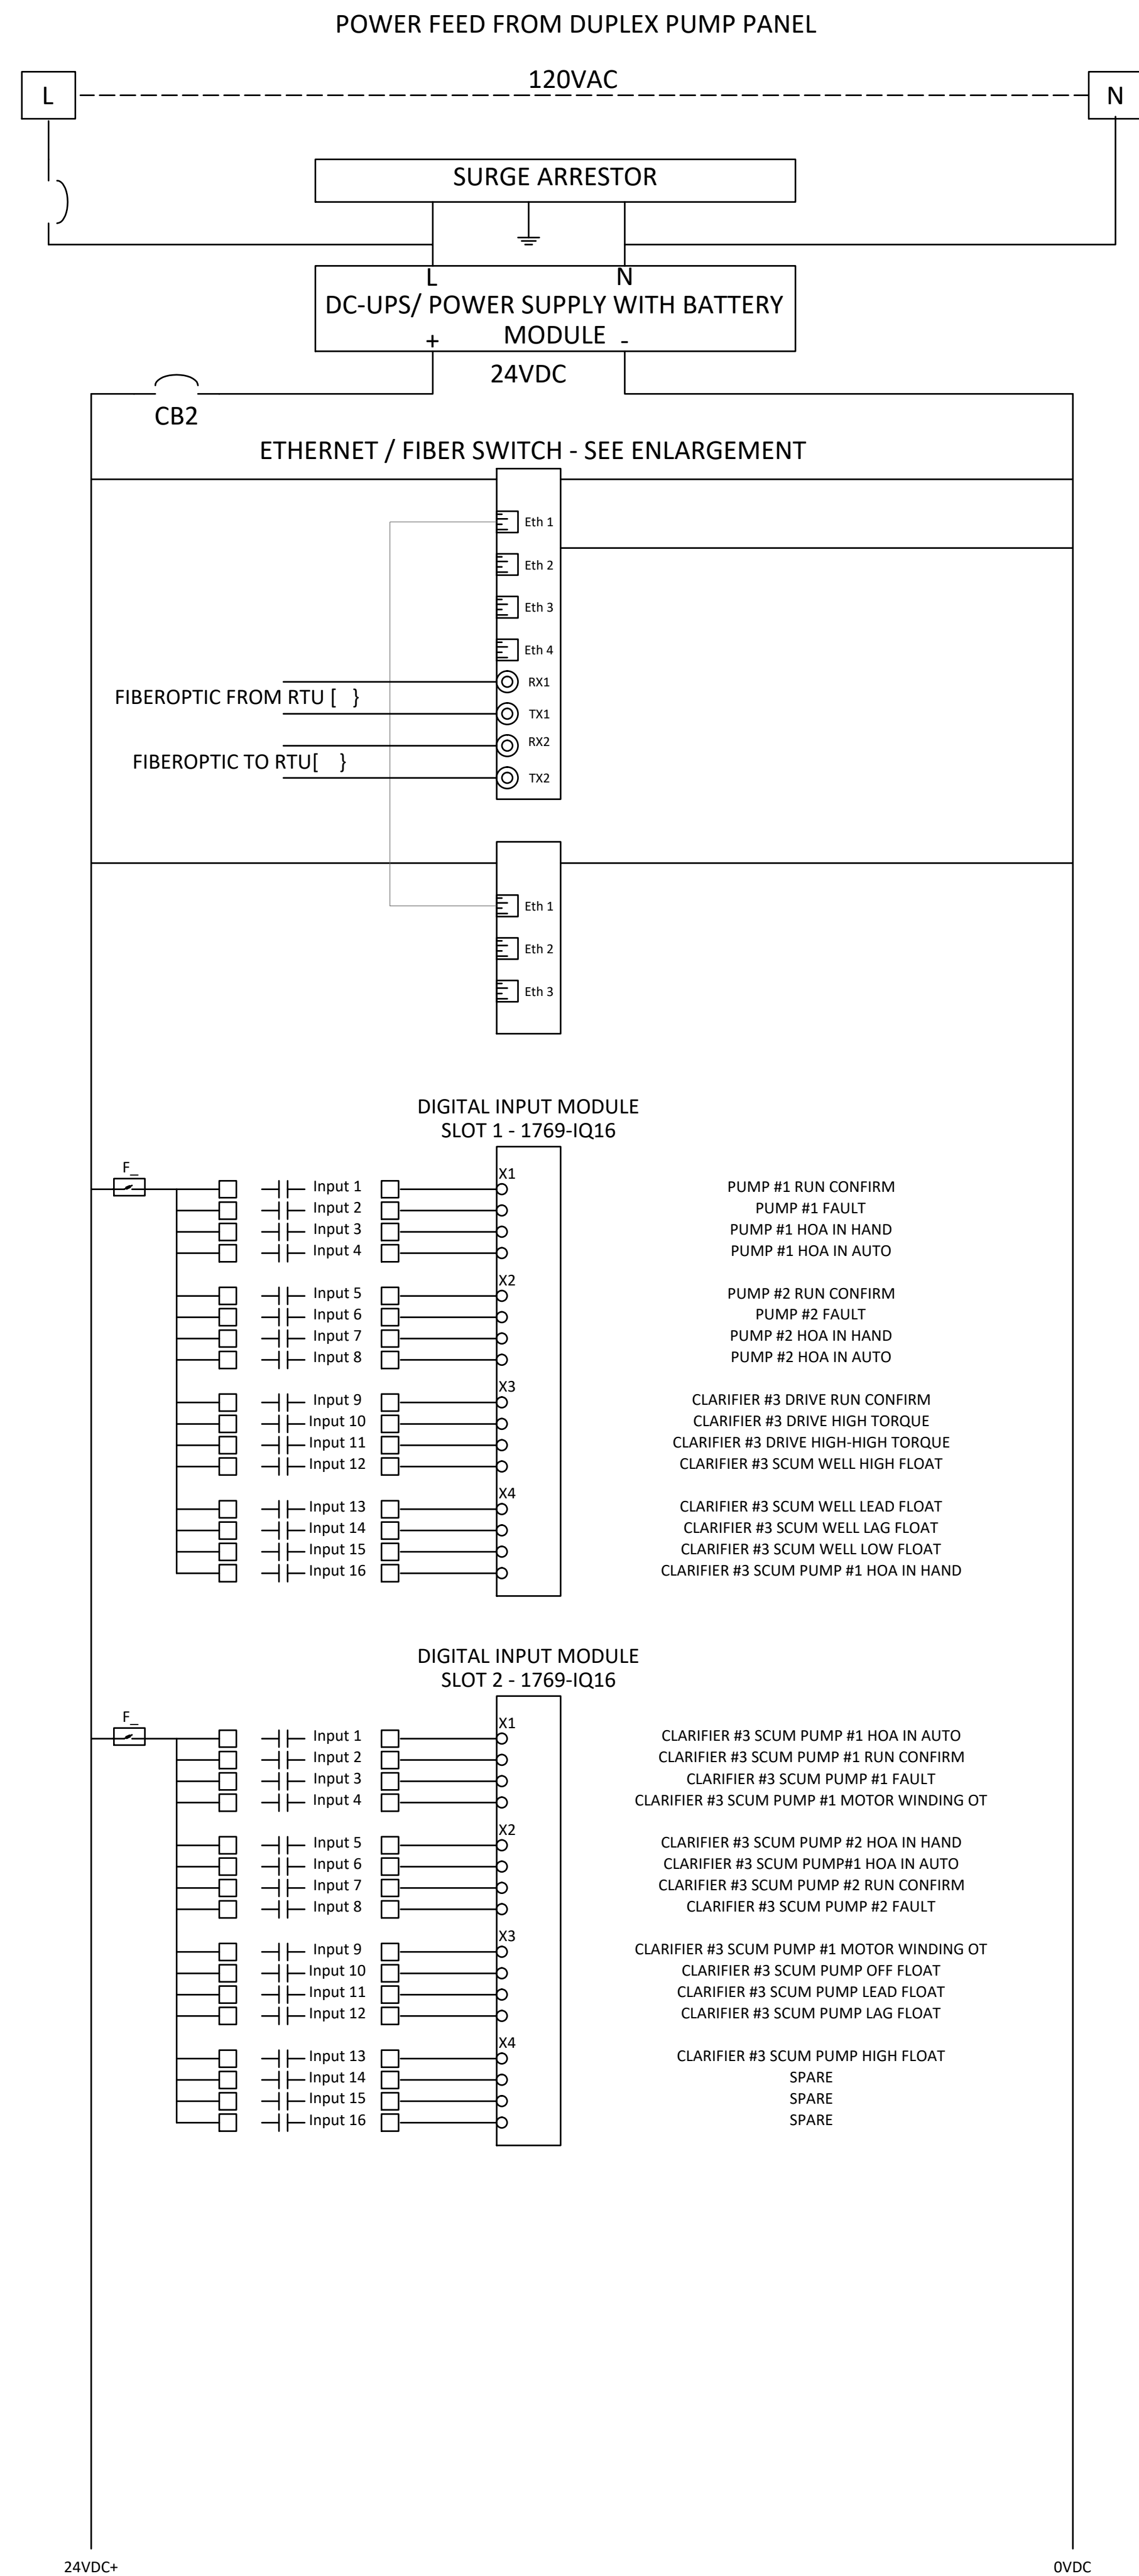 POWER FEED FROM DUPLEX PUMP PANEL
120VAC
L
N
SURGE ARRESTOR
L N
DC-UPS/ POWER SUPPLY WITH BATTERY
MODULE
+ -
24VDC
CB2
ETHERNET / FIBER SWITCH - SEE ENLARGEMENT
Eth 1
Eth 2
Eth 3
Eth 4
RX1
FIBEROPTIC FROM RTU [ }
TX1
RX2
FIBEROPTIC TO RTU[ }
TX2
Eth 1
Eth 2
Eth 3
DIGITAL INPUT MODULE
SLOT 1 - 1769-IQ16
F_
X1
Input 1 PUMP #1 RUN CONFIRM
Input 2 PUMP #1 FAULT
Input 3 PUMP #1 HOA IN HAND
Input 4 PUMP #1 HOA IN AUTO
X2
Input 5 PUMP #2 RUN CONFIRM
Input 6 PUMP #2 FAULT
Input 7 PUMP #2 HOA IN HAND
Input 8 PUMP #2 HOA IN AUTO
X3
Input 9 CLARIFIER #3 DRIVE RUN CONFIRM
Input 10 CLARIFIER #3 DRIVE HIGH TORQUE
Input 11 CLARIFIER #3 DRIVE HIGH-HIGH TORQUE
Input 12 CLARIFIER #3 SCUM WELL HIGH FLOAT
X4
Input 13 CLARIFIER #3 SCUM WELL LEAD FLOAT
Input 14 CLARIFIER #3 SCUM WELL LAG FLOAT
Input 15 CLARIFIER #3 SCUM WELL LOW FLOAT
Input 16 CLARIFIER #3 SCUM PUMP #1 HOA IN HAND
DIGITAL INPUT MODULE
SLOT 2 - 1769-IQ16
F_
X1
Input 1 CLARIFIER #3 SCUM PUMP #1 HOA IN AUTO
Input 2 CLARIFIER #3 SCUM PUMP #1 RUN CONFIRM
Input 3 CLARIFIER #3 SCUM PUMP #1 FAULT
Input 4 CLARIFIER #3 SCUM PUMP #1 MOTOR WINDING OT
X2
Input 5 CLARIFIER #3 SCUM PUMP #2 HOA IN HAND
Input 6 CLARIFIER #3 SCUM PUMP#1 HOA IN AUTO
Input 7 CLARIFIER #3 SCUM PUMP #2 RUN CONFIRM
Input 8 CLARIFIER #3 SCUM PUMP #2 FAULT
X3
Input 9 CLARIFIER #3 SCUM PUMP #1 MOTOR WINDING OT
Input 10 CLARIFIER #3 SCUM PUMP OFF FLOAT
Input 11 CLARIFIER #3 SCUM PUMP LEAD FLOAT
Input 12 CLARIFIER #3 SCUM PUMP LAG FLOAT
X4
Input 13 CLARIFIER #3 SCUM PUMP HIGH FLOAT
Input 14 SPARE
Input 15 SPARE
Input 16 SPARE
24VDC+
0VDC